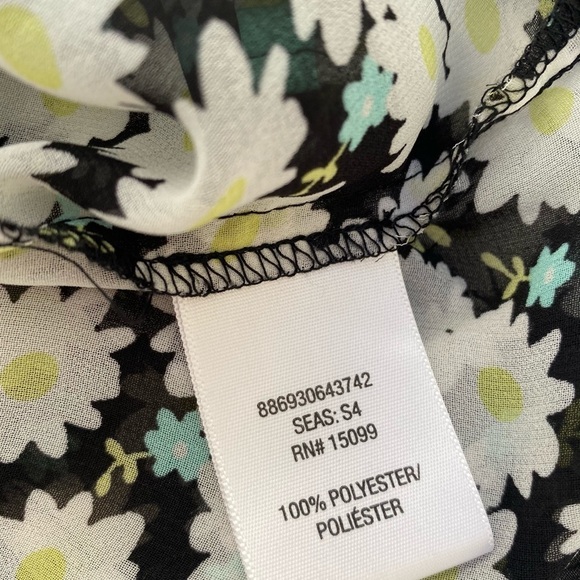 886930643742
SEAS: S4
RN# 15099
100% POLYESTER/
POLIÉSTER